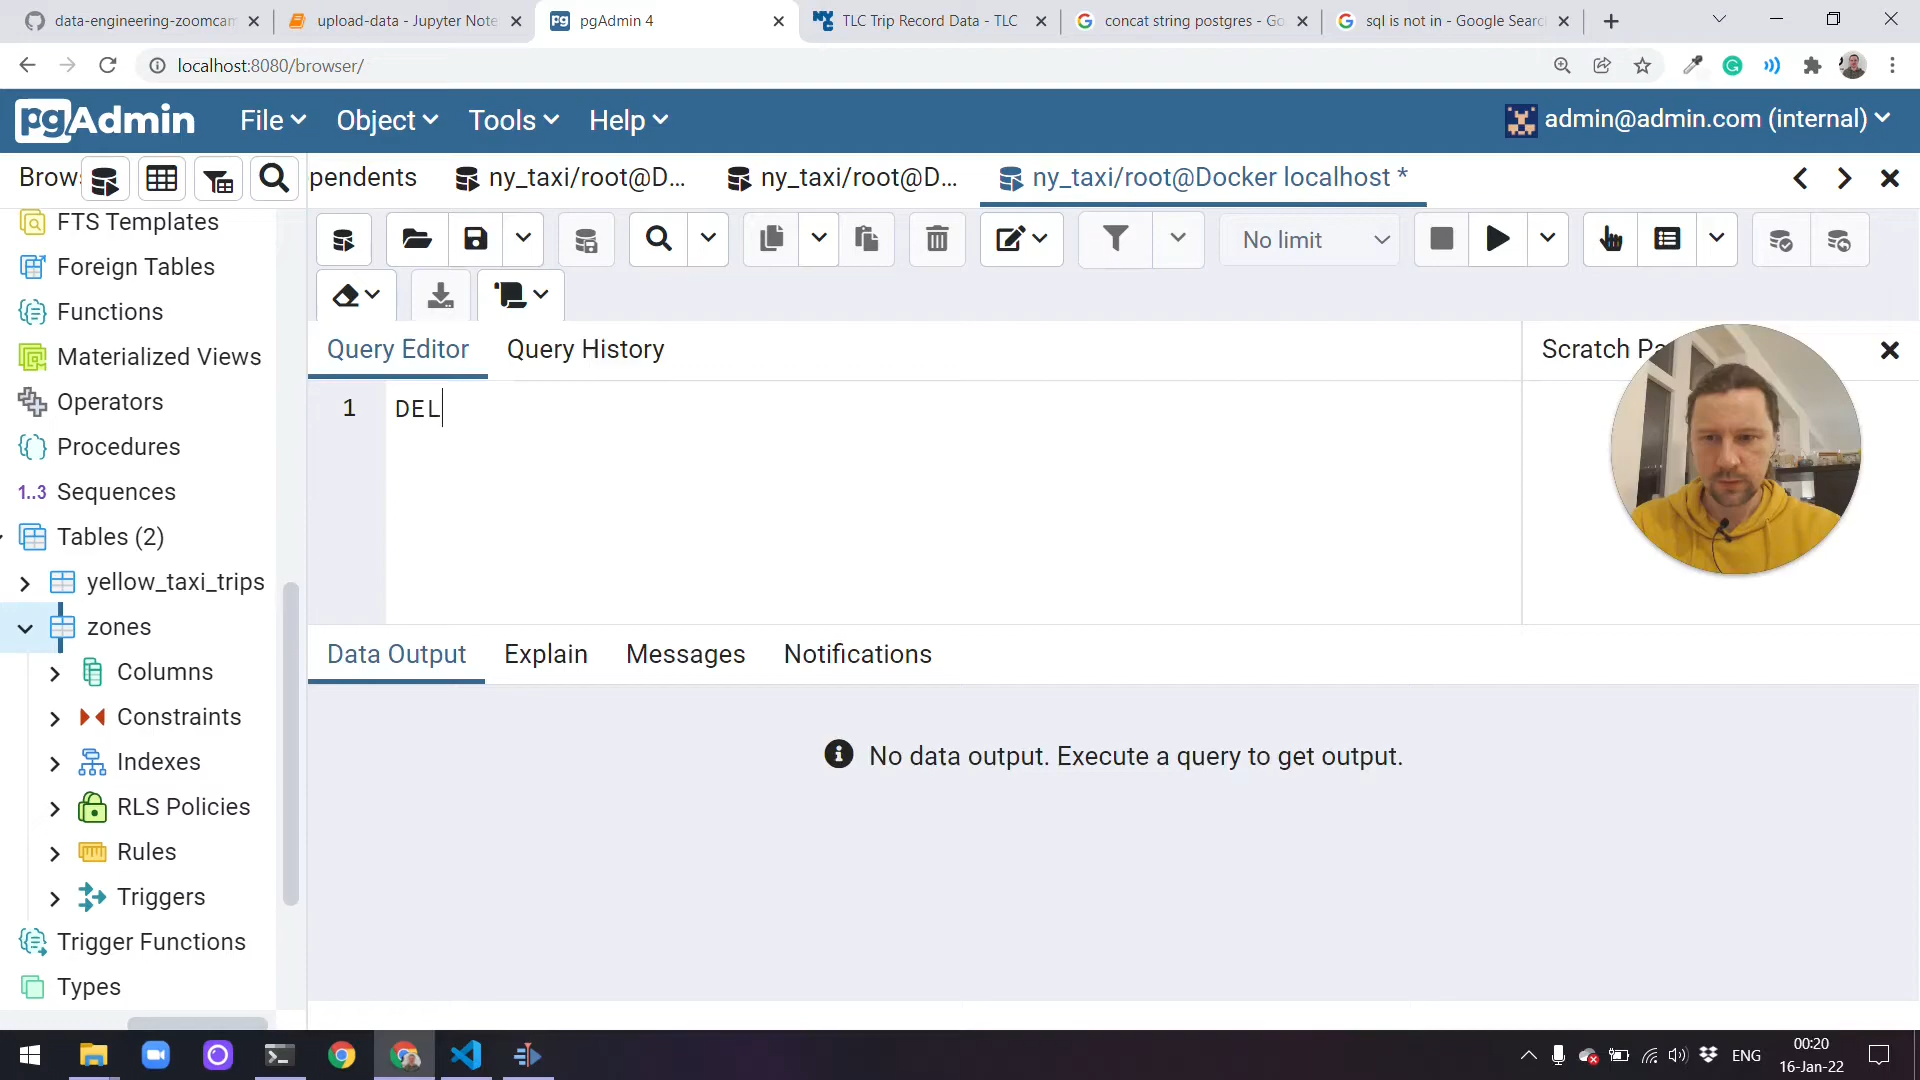 data-engineering-zoomcam
upload-data - Jupyter Note
pgAdmin 4
TLC Trip Record Data - TLC
concat string postgres - Go
sql is not in - Google Searc
localhost:8080/browser/
pgAdmin
File
Object
Tools
Help
admin@admin.com (internal)
Brows
pendents
ny_taxi/root@D...
ny_taxi/root@D...
ny_taxi/root@Docker localhost *
No limit
Query Editor
Query History
Scratch Pa
1
DEL
FTS Templates
Foreign Tables
Functions
Materialized Views
Operators
Procedures
1..3 Sequences
Tables (2)
yellow_taxi_trips
zones
Columns
Constraints
Indexes
RLS Policies
Rules
Triggers
Trigger Functions
Types
Data Output
Explain
Messages
Notifications
No data output. Execute a query to get output.
ENG
00:20
16-Jan-22